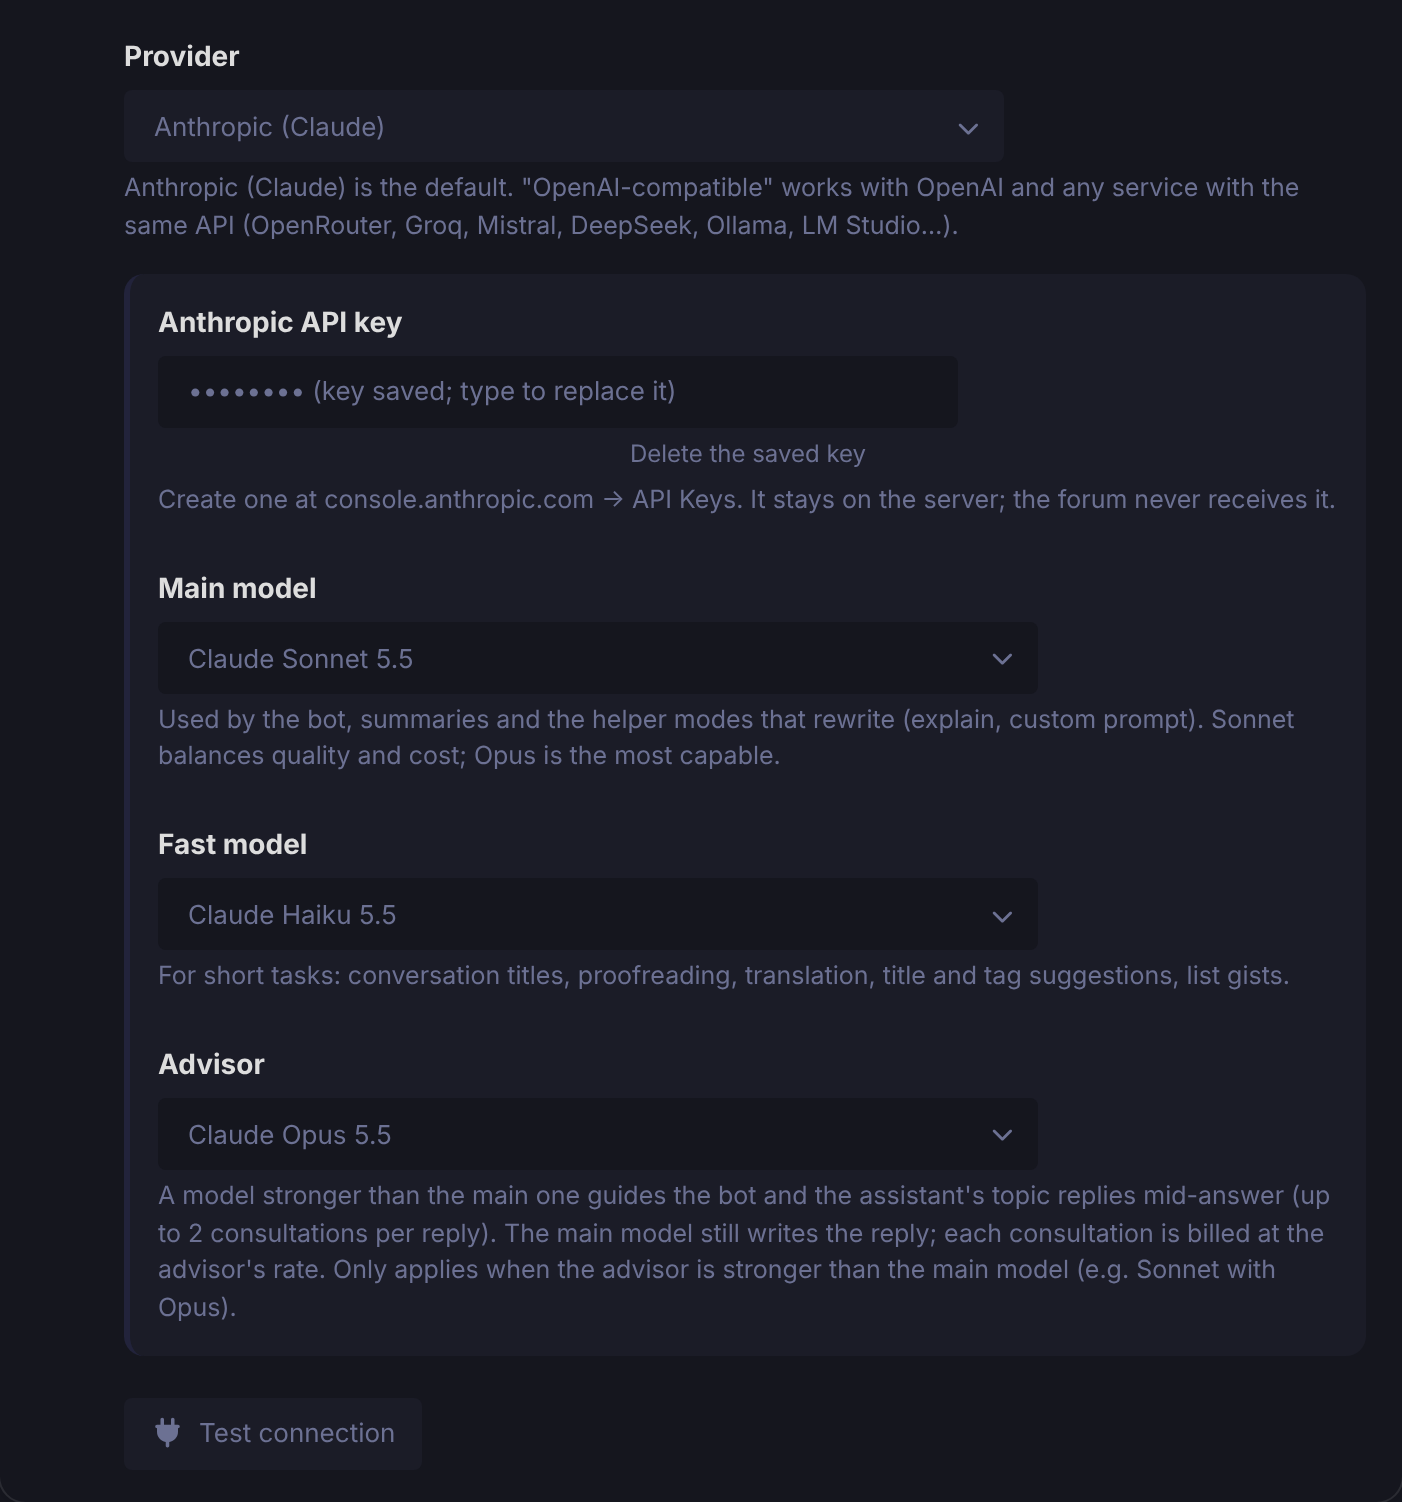 Provider
Anthropic (Claude)
Anthropic (Claude) is the default. "OpenAI-compatible" works with OpenAI and any service with the
same API (OpenRouter, Groq, Mistral, DeepSeek, Ollama, LM Studio...).
Anthropic API key
•••••••• (key saved; type to replace it)
Delete the saved key
Create one at console.anthropic.com → API Keys. It stays on the server; the forum never receives it.
Main model
Claude Sonnet 5.5
Used by the bot, summaries and the helper modes that rewrite (explain, custom prompt). Sonnet
balances quality and cost; Opus is the most capable.
Fast model
Claude Haiku 5.5
For short tasks: conversation titles, proofreading, translation, title and tag suggestions, list gists.
Advisor
Claude Opus 5.5
A model stronger than the main one guides the bot and the assistant's topic replies mid-answer (up
to 2 consultations per reply). The main model still writes the reply; each consultation is billed at the
advisor's rate. Only applies when the advisor is stronger than the main model (e.g. Sonnet with
Opus).
Test connection